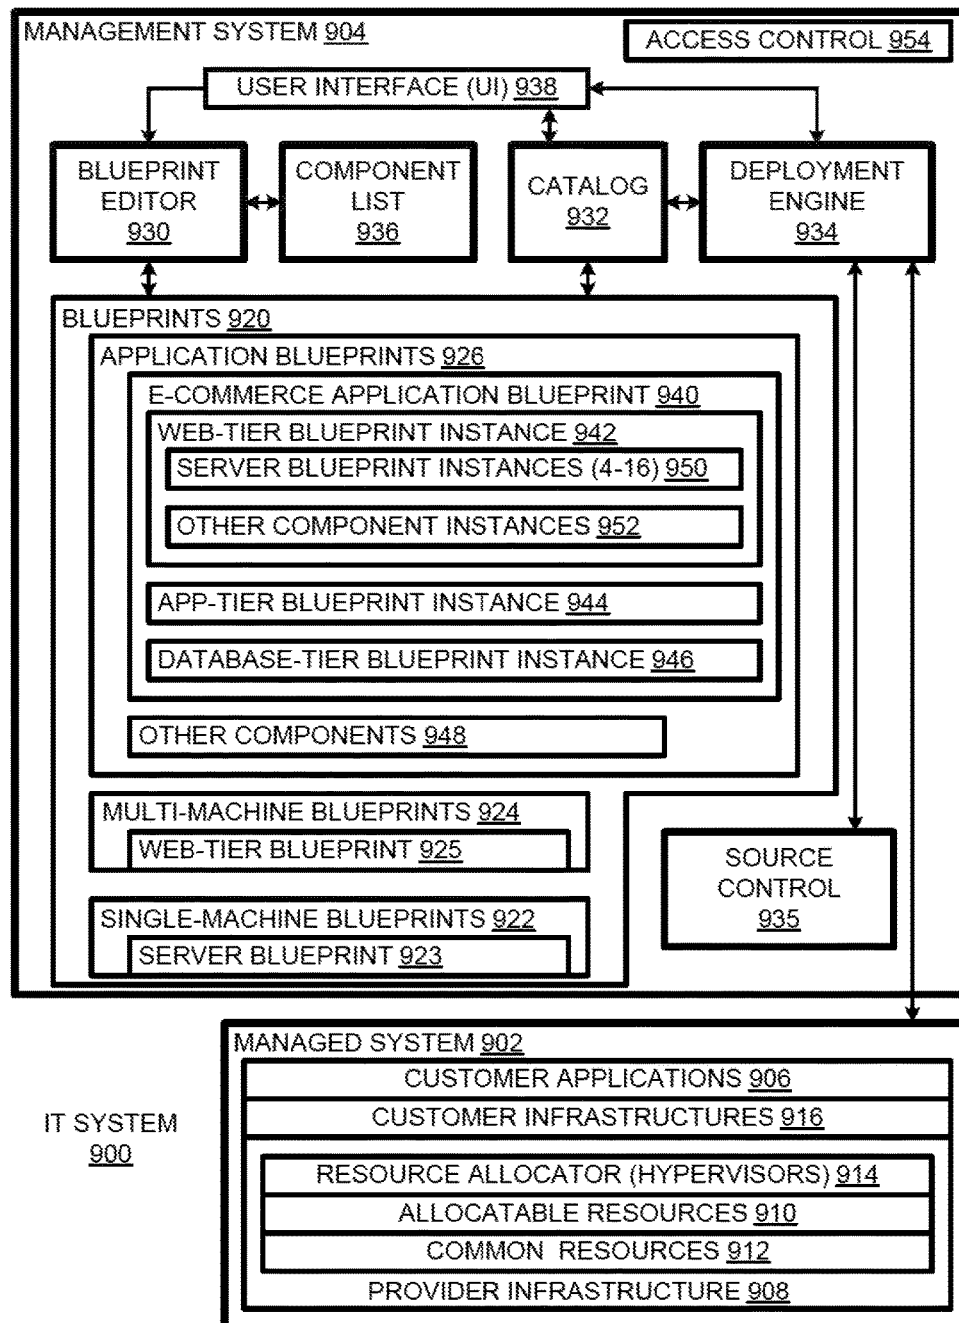 MANAGEMENT SYSTEM 904
ACCESS CONTROL 954
USER INTERFACE (UI) 938
BLUEPRINT
EDITOR
930
COMPONENT
LIST
936
CATALOG
932
DEPLOYMENT
ENGINE
934
BLUEPRINTS 920
APPLICATION BLUEPRINTS 926
E-COMMERCE APPLICATION BLUEPRINT 940
WEB-TIER BLUEPRINT INSTANCE 942
SERVER BLUEPRINT INSTANCES (4-16) 950
OTHER COMPONENT INSTANCES 952
APP-TIER BLUEPRINT INSTANCE 944
DATABASE-TIER BLUEPRINT INSTANCE 946
OTHER COMPONENTS 948
MULTI-MACHINE BLUEPRINTS 924
WEB-TIER BLUEPRINT 925
SINGLE-MACHINE BLUEPRINTS 922
SERVER BLUEPRINT 923
SOURCE
CONTROL
935
MANAGED SYSTEM 902
CUSTOMER APPLICATIONS 906
CUSTOMER INFRASTRUCTURES 916
RESOURCE ALLOCATOR (HYPERVISORS) 914
ALLOCATABLE RESOURCES 910
COMMON RESOURCES 912
PROVIDER INFRASTRUCTURE 908
IT SYSTEM
900